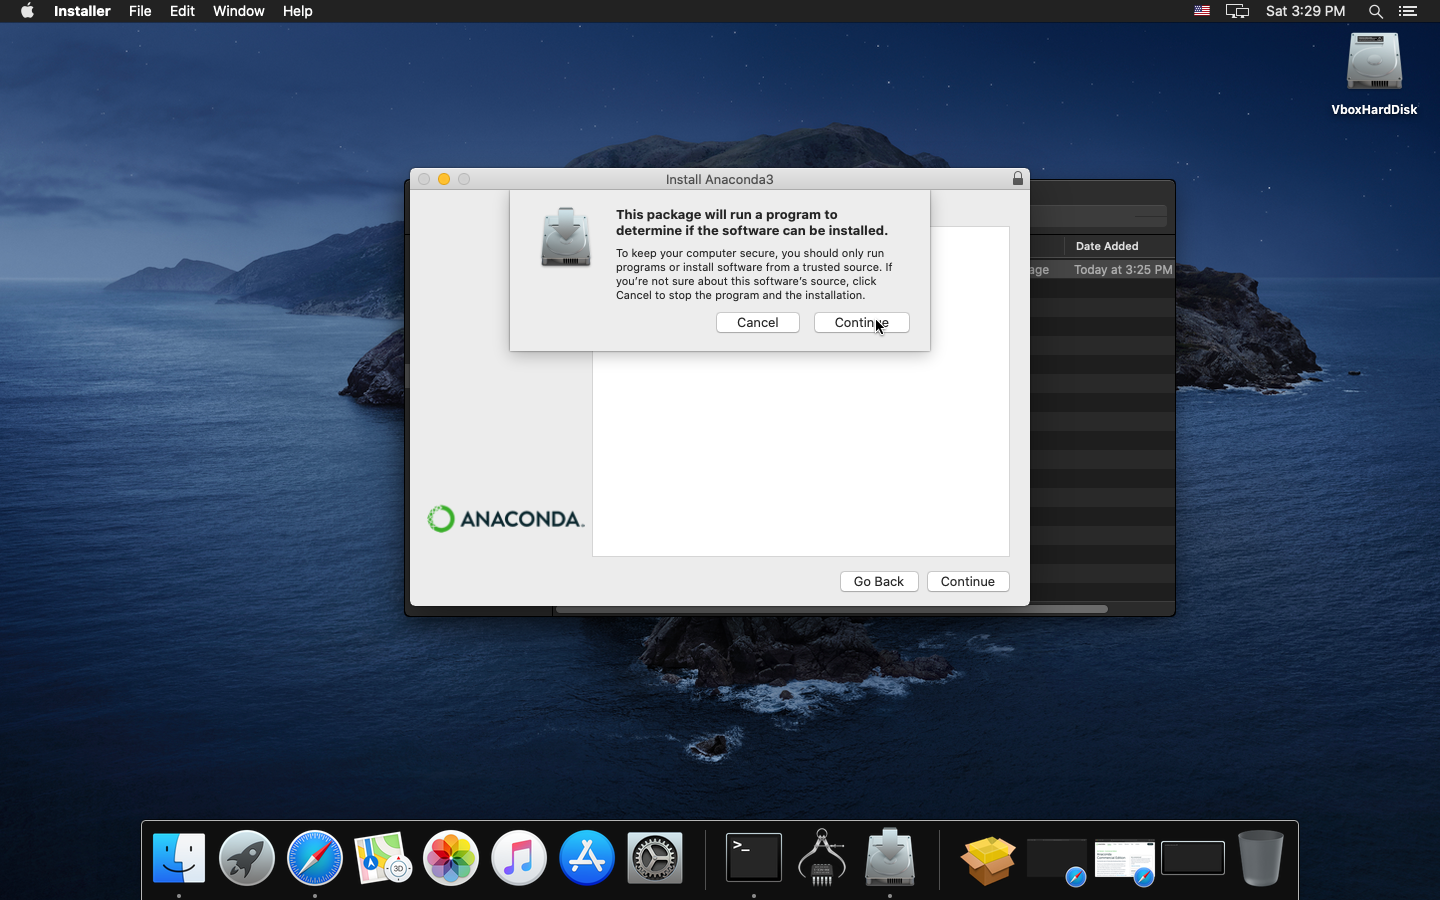 Installer File Edit Window Help
Sat 3:29 PM
VboxHardDisk
Install Anaconda3
This package will run a program to
determine if the software can be installed.
To keep your computer secure, you should only run
programs or install software from a trusted source. If
you're not sure about this software's source, click
Cancel to stop the program and the installation.
Cancel
Continue
Date Added
age
Today at 3:25 PM
ANACONDA.
Go Back
Continue
>_
3D